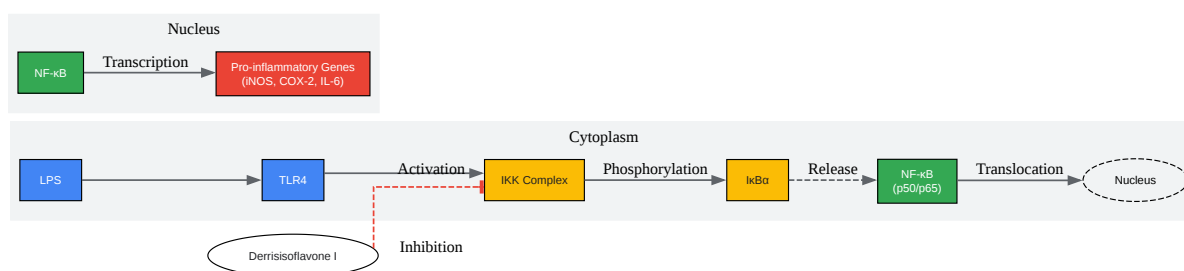 Nucleus
NF-κB
Transcription
Pro-inflammatory Genes
(iNOS, COX-2, IL-6)
Cytoplasm
LPS
TLR4
Activation
IKK Complex
Phosphorylation
IκBα
Release
NF-κB
(p50/p65)
Translocation
Nucleus
Derrisisoflavone I
Inhibition